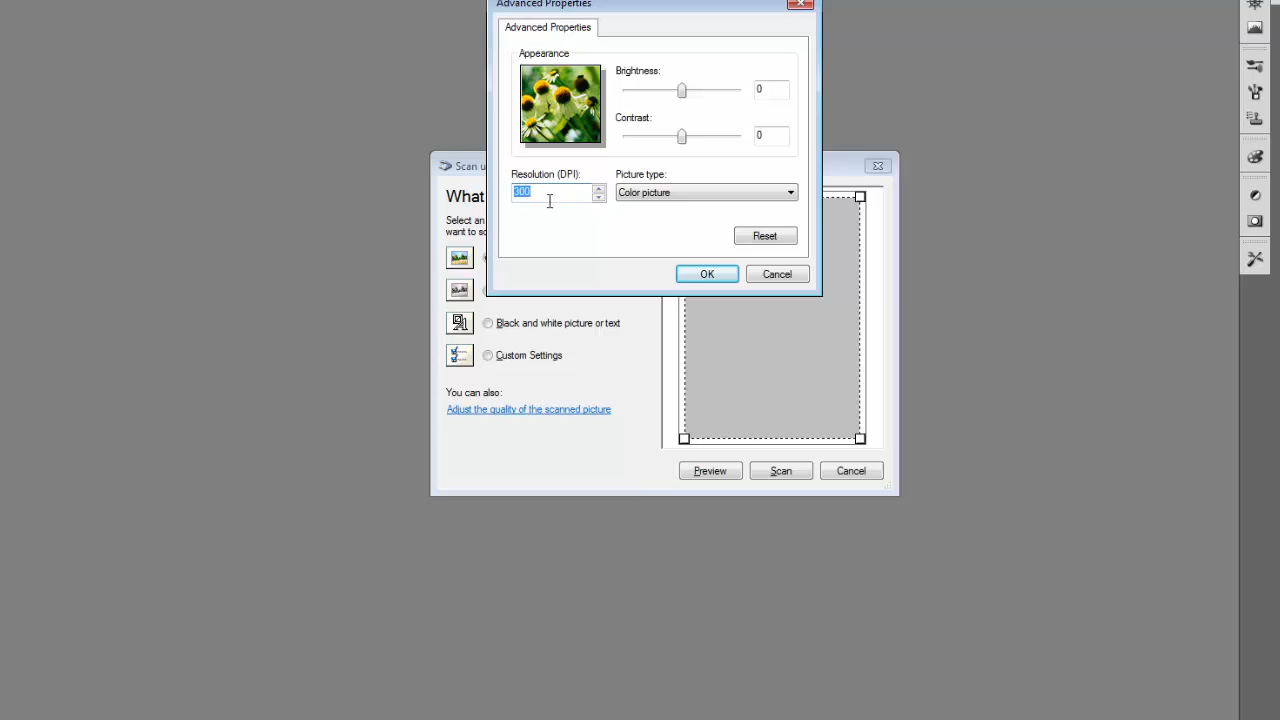 Advanced Properties
Advanced Properties
Appearance
Brightness:
0
Contrast:
0
Resolution (DPI):
300
Picture type:
Color picture
Reset
OK
Cancel
Scan u
What
Select an
want to sc
Black and white picture or text
Custom Settings
You can also:
Adjust the quality of the scanned picture
Preview
Scan
Cancel